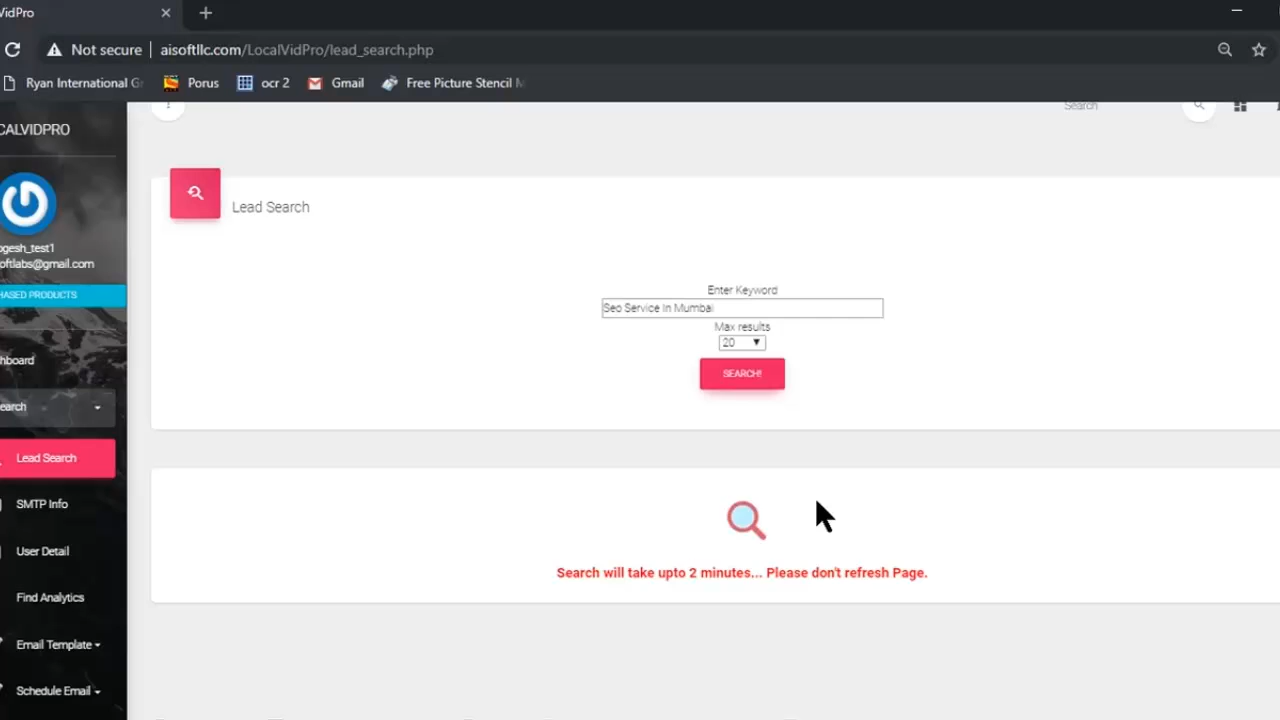 VidPro
Not secure aisoftllc.com/LocalVidPro/lead_search.php
Ryan International Gr Porus ocr 2 Gmail Free Picture Stencil M
CALVIDPRO
Search
ogesh_test1
oftlabs@gmail.com
HASED PRODUCTS
hboard
earch
Lead Search
SMTP Info
User Detail
Find Analytics
Email Template
Schedule Email
Lead Search
Enter Keyword
Seo Service In Mumbai
Max results
20
SEARCH!
Search will take upto 2 minutes... Please don't refresh Page.